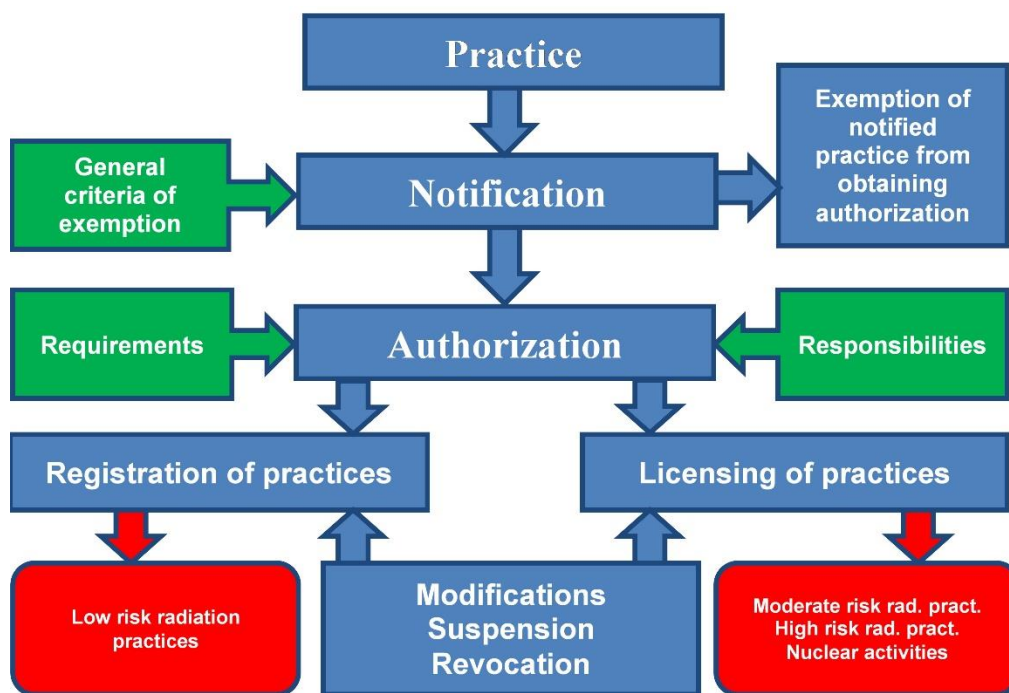 Practice
Exemption of
notified
practice from
obtaining
authorization
General
criteria of
exemption
Notification
Requirements
Authorization
Responsibilities
Registration of practices
Licensing of practices
Low risk radiation
practices
Modifications
Suspension
Revocation
Moderate risk rad. pract.
High risk rad. pract.
Nuclear activities